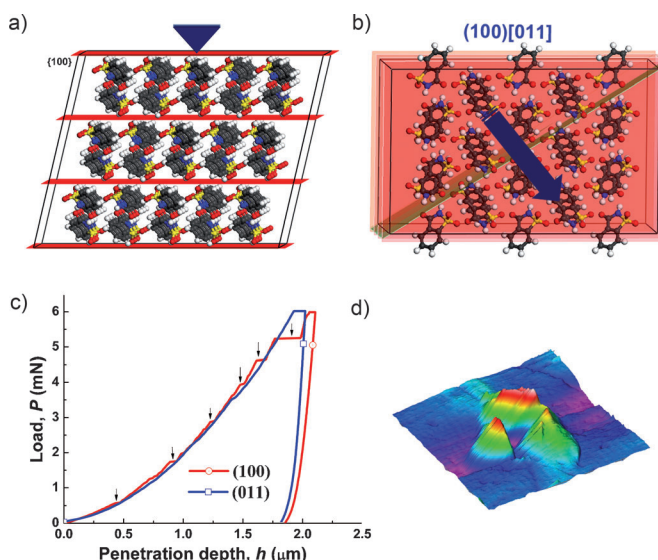 a)
{100}
b)
(100)[011]
c)
6
5
4
3
2
1
0
Load, P (mN)
(100)
(011)
0.0 0.5 1.0 1.5 2.0 2.5
Penetration depth, h (μm)
d)